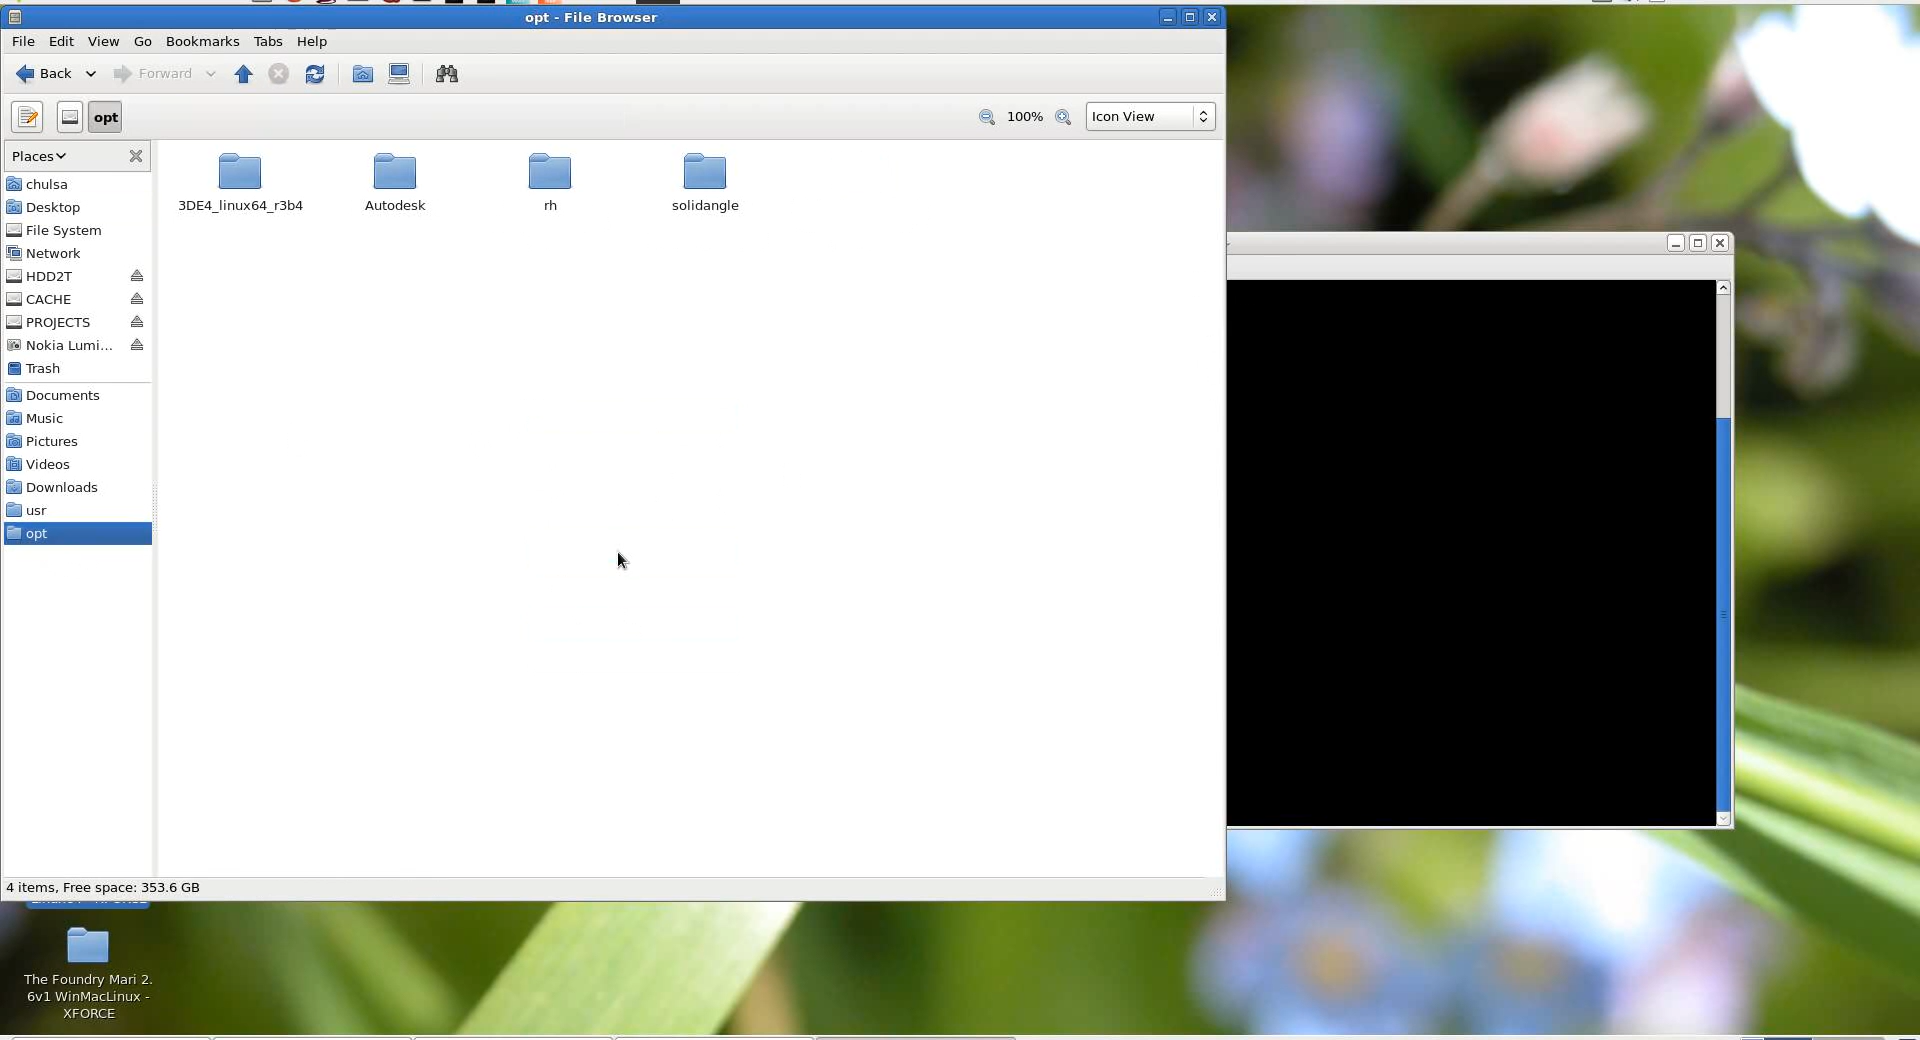 opt - File Browser
File Edit View Go Bookmarks Tabs Help
Back Forward
opt 100% Icon View
Places
chulsa
Desktop
File System
Network
HDD2T
CACHE
PROJECTS
Nokia Lumi...
Trash
Documents
Music
Pictures
Videos
Downloads
usr
opt
3DE4_linux64_r3b4 Autodesk rh solidangle
4 items, Free space: 353.6 GB
The Foundry Mari 2.
6v1 WinMacLinux -
XFORCE